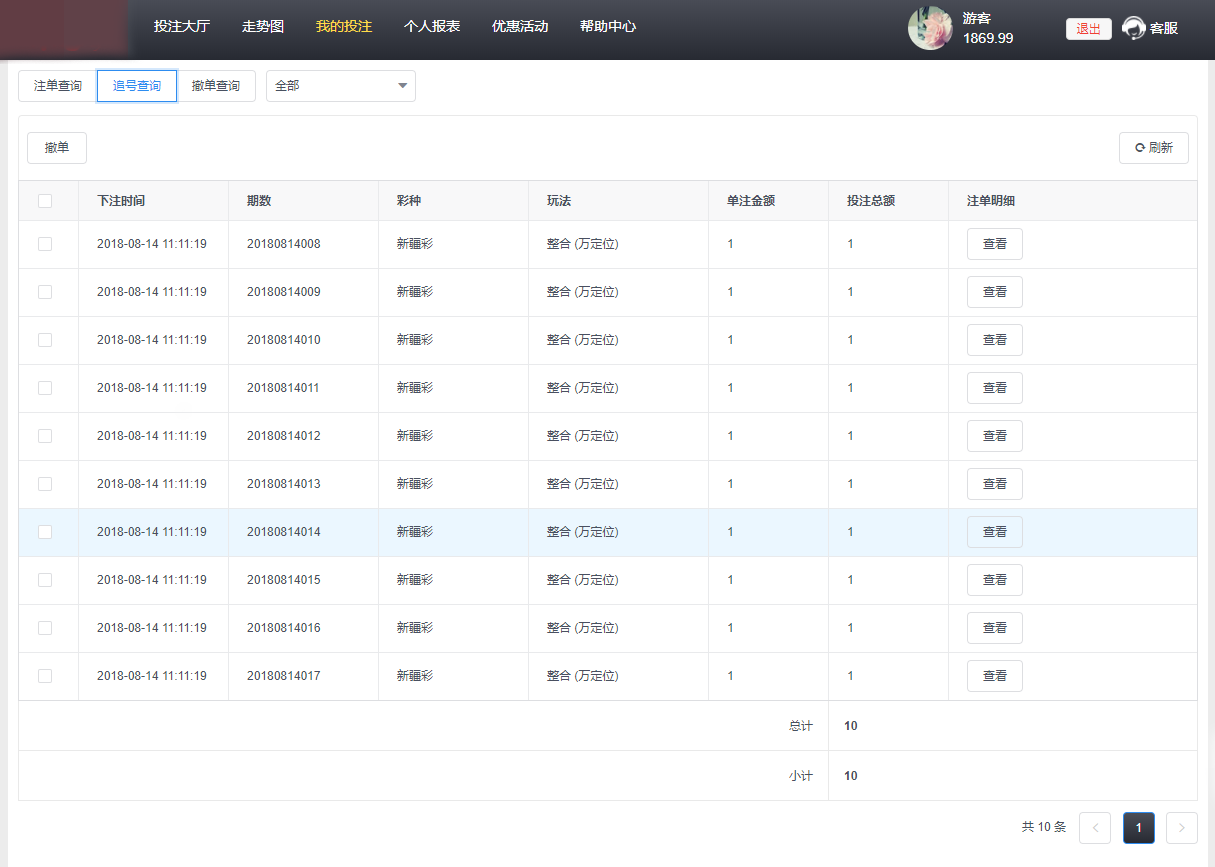 投注大厅 走势图 我的投注 个人报表 优惠活动 帮助中心 游客 1869.99 退出 客服
注单查询 追号查询 撤单查询 全部
撤单 刷新
下注时间 期数 彩种 玩法 单注金额 投注总额 注单明细
2018-08-14 11:11:19 20180814008 新疆彩 整合 (万定位) 1 1 查看
2018-08-14 11:11:19 20180814009 新疆彩 整合 (万定位) 1 1 查看
2018-08-14 11:11:19 20180814010 新疆彩 整合 (万定位) 1 1 查看
2018-08-14 11:11:19 20180814011 新疆彩 整合 (万定位) 1 1 查看
2018-08-14 11:11:19 20180814012 新疆彩 整合 (万定位) 1 1 查看
2018-08-14 11:11:19 20180814013 新疆彩 整合 (万定位) 1 1 查看
2018-08-14 11:11:19 20180814014 新疆彩 整合 (万定位) 1 1 查看
2018-08-14 11:11:19 20180814015 新疆彩 整合 (万定位) 1 1 查看
2018-08-14 11:11:19 20180814016 新疆彩 整合 (万定位) 1 1 查看
2018-08-14 11:11:19 20180814017 新疆彩 整合 (万定位) 1 1 查看
总计 10
小计 10
共 10 条 1